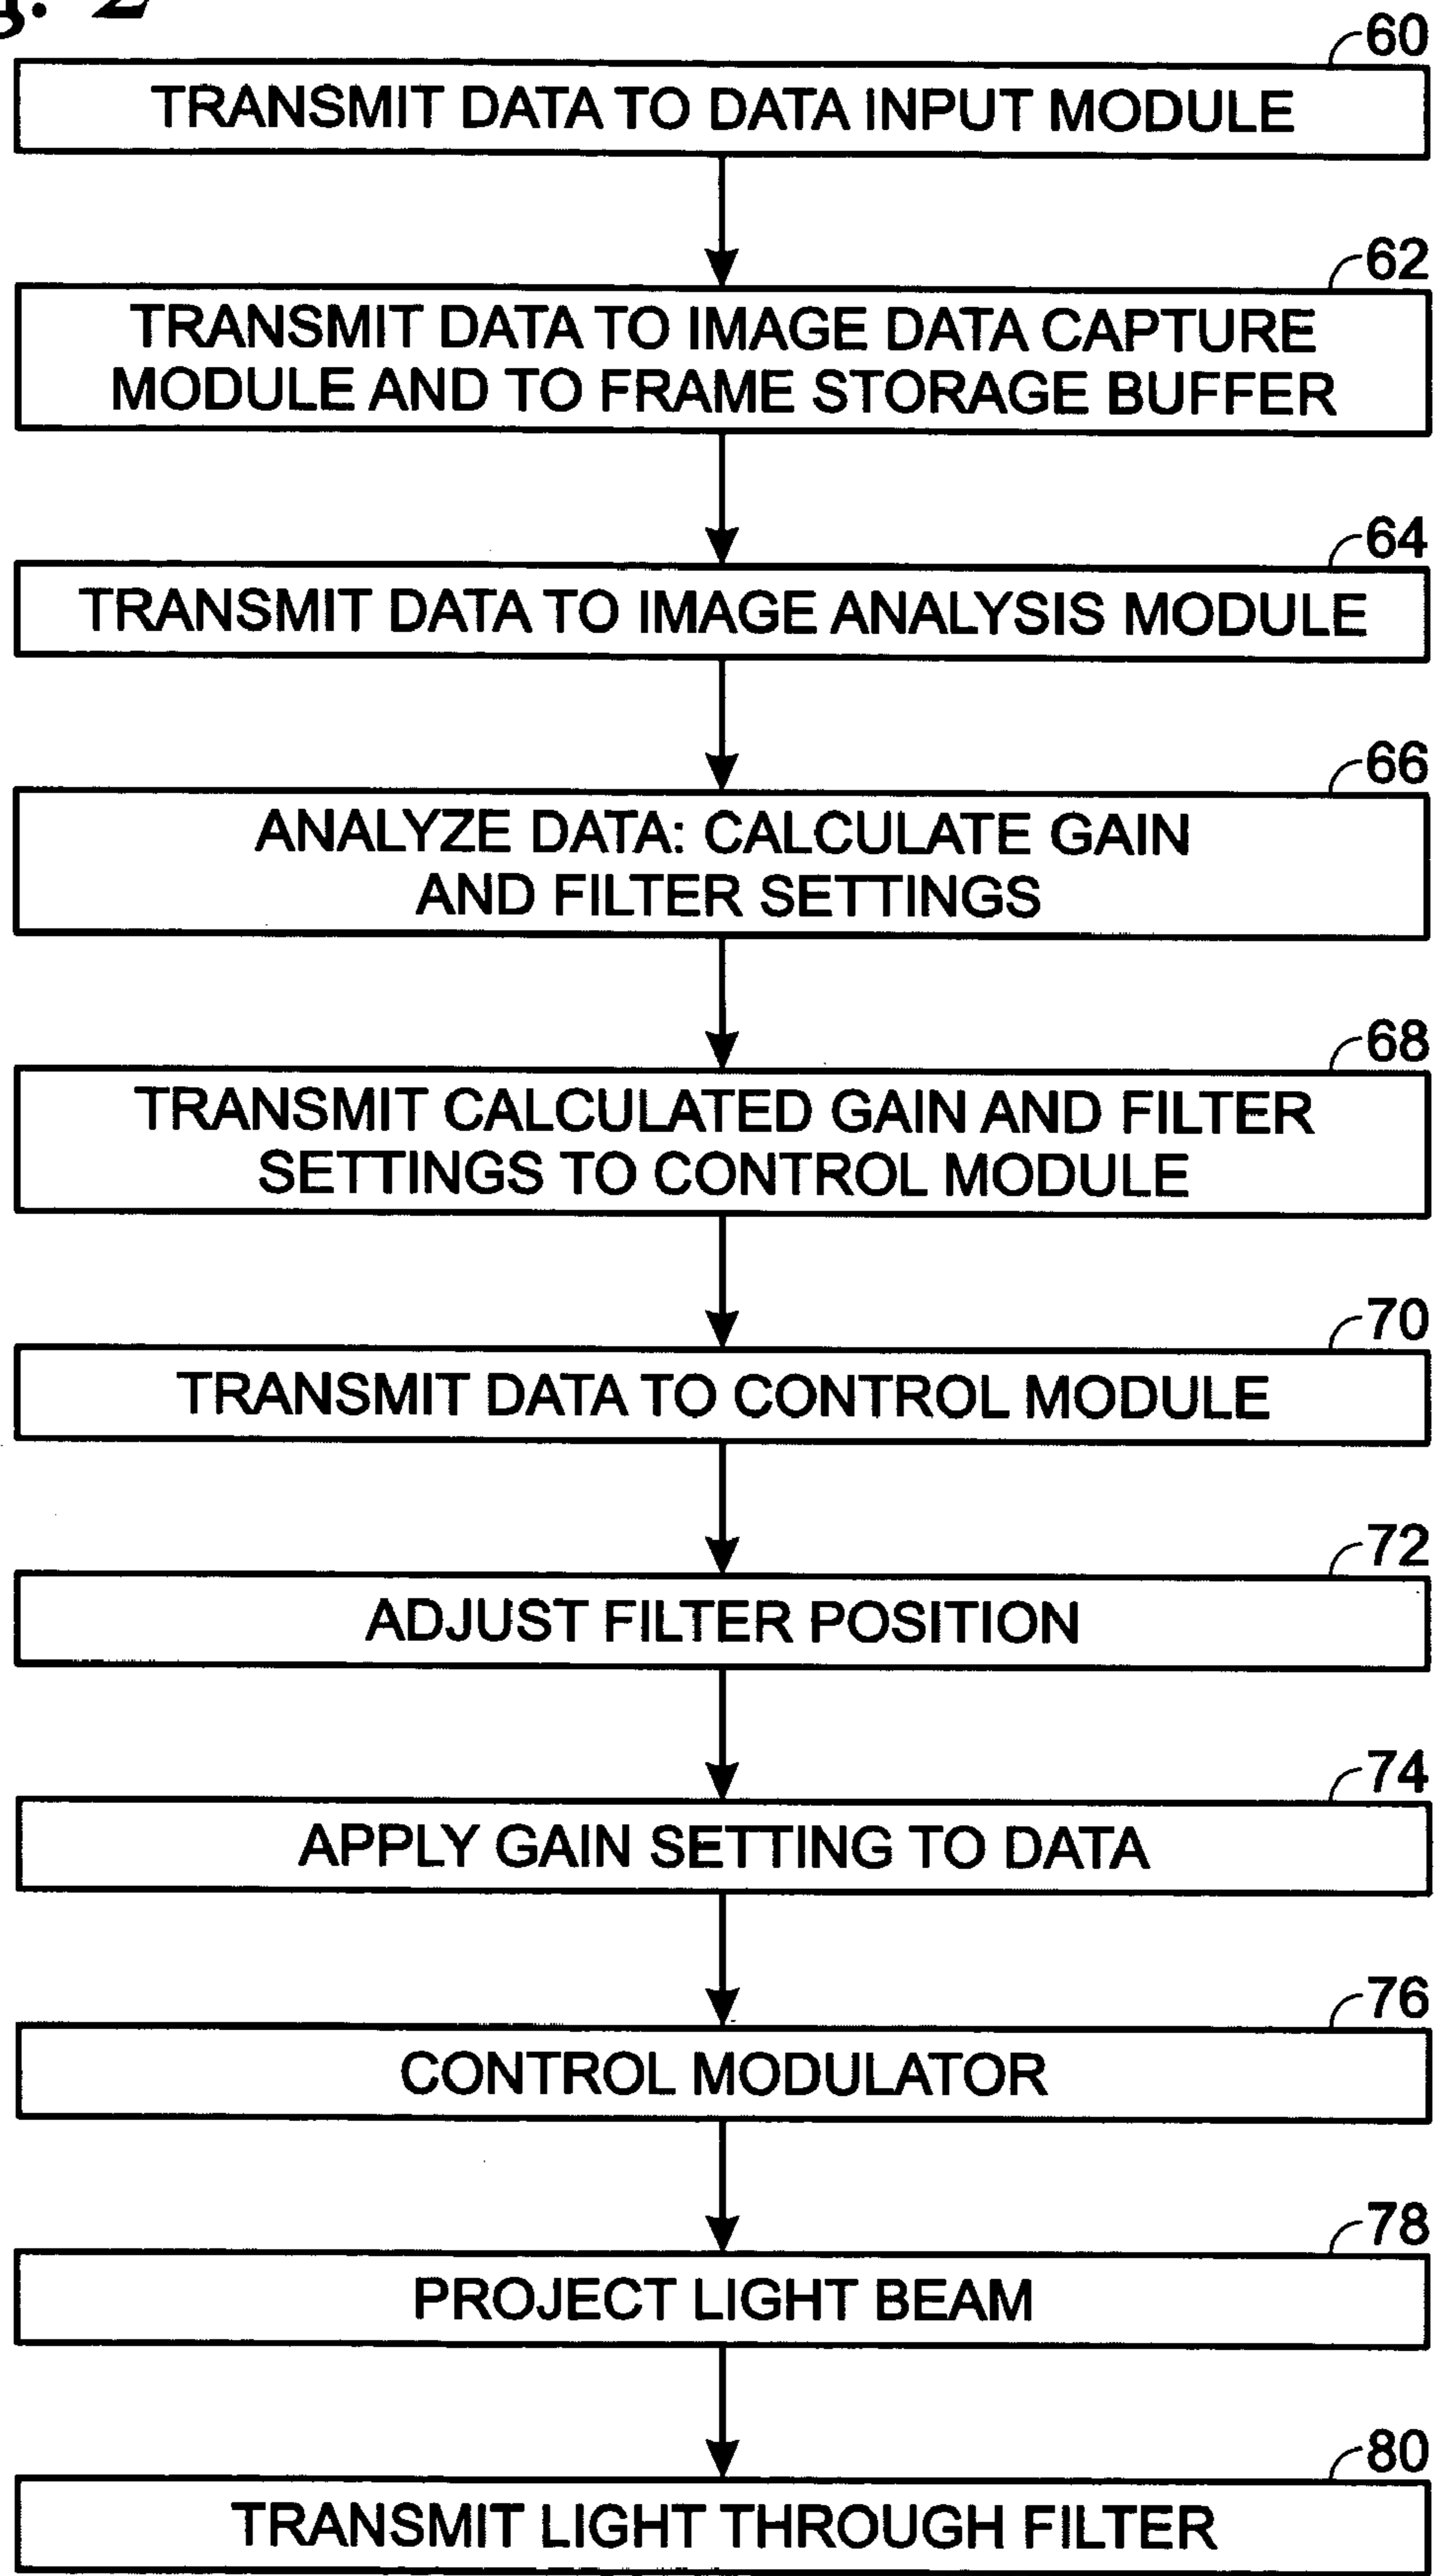 g. 2
60
TRANSMIT DATA TO DATA INPUT MODULE
62
TRANSMIT DATA TO IMAGE DATA CAPTURE
MODULE AND TO FRAME STORAGE BUFFER
64
TRANSMIT DATA TO IMAGE ANALYSIS MODULE
66
ANALYZE DATA: CALCULATE GAIN
AND FILTER SETTINGS
68
TRANSMIT CALCULATED GAIN AND FILTER
SETTINGS TO CONTROL MODULE
70
TRANSMIT DATA TO CONTROL MODULE
72
ADJUST FILTER POSITION
74
APPLY GAIN SETTING TO DATA
76
CONTROL MODULATOR
78
PROJECT LIGHT BEAM
80
TRANSMIT LIGHT THROUGH FILTER